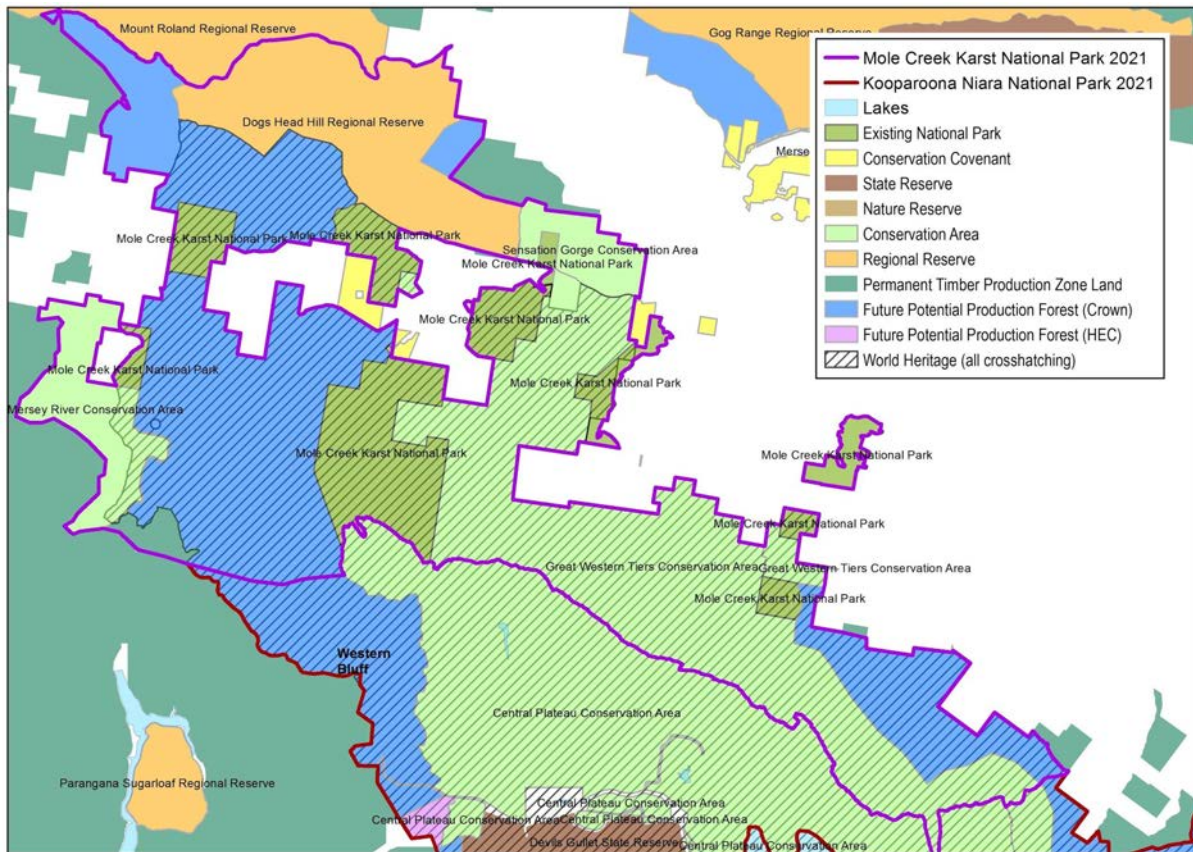 Mount Roland Regional Reserve
Gog Range Regional Reserve
Mole Creek Karst National Park 2021
Kooparoona Niara National Park 2021
Lakes
Existing National Park
Conservation Covenant
State Reserve
Nature Reserve
Conservation Area
Regional Reserve
Permanent Timber Production Zone Land
Future Potential Production Forest (Crown)
Future Potential Production Forest (HEC)
World Heritage (all crosshatching)
Dogs Head Hill Regional Reserve
Merse
Mole Creek Karst National Park
Mole Creek Karst National Park
Sensation Gorge Conservation Area
Mole Creek Karst National Park
Mole Creek Karst National Park
Mole Creek Karst National Park
Mole Creek Karst National Park
Mersey River Conservation Area
Mole Creek Karst National Park
Mole Creek Karst National Park
Mole Creek Karst National Park
Great Western Tiers Conservation Area
Great Western Tiers Conservation Area
Mole Creek Karst National Park
Western
Bluff
Central Plateau Conservation Area
Parangana Sugarloaf Regional Reserve
Central Plateau Conservation Area
Central Plateau Conservation Area
Central Plateau Conservation Area
Devils Gullet State Reserve
Central Plateau Conservation Area